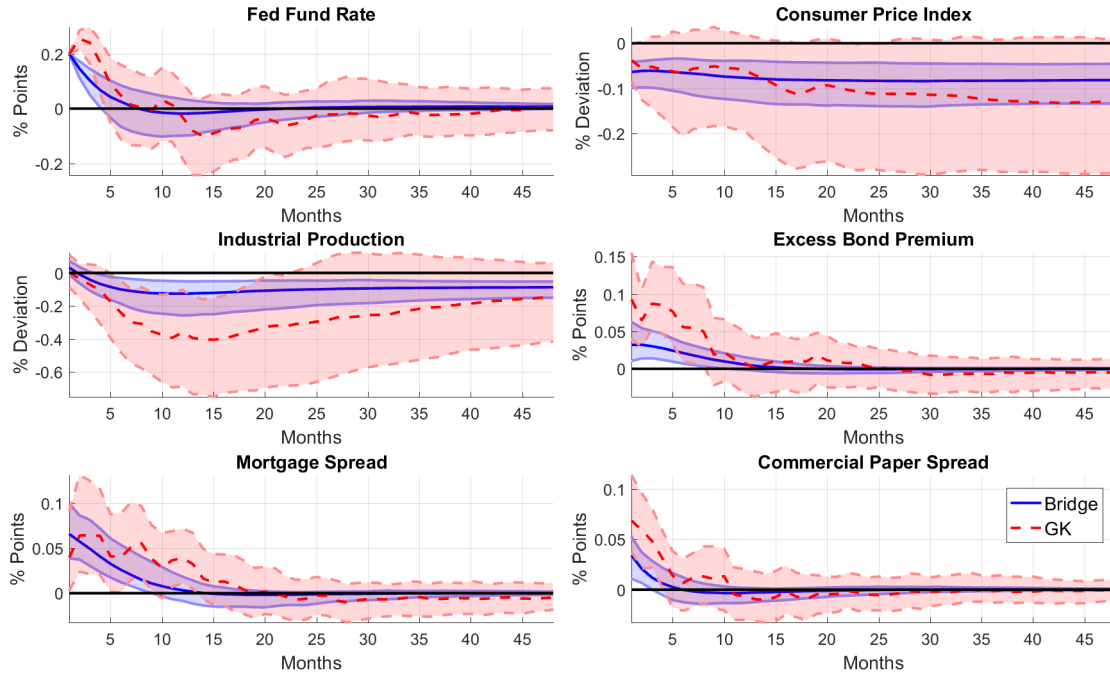 Fed Fund Rate
% Points
0.2
0
-0.2
5 10 15 20 25 30 35 40 45
Months
Consumer Price Index
% Deviation
0
-0.1
-0.2
5 10 15 20 25 30 35 40 45
Months
Industrial Production
% Deviation
0
-0.2
-0.4
-0.6
5 10 15 20 25 30 35 40 45
Months
Excess Bond Premium
% Points
0.15
0.1
0.05
0
5 10 15 20 25 30 35 40 45
Months
Mortgage Spread
% Points
0.1
0.05
0
5 10 15 20 25 30 35 40 45
Months
Commercial Paper Spread
% Points
0.1
0.05
0
5 10 15 20 25 30 35 40 45
Months
Bridge
GK